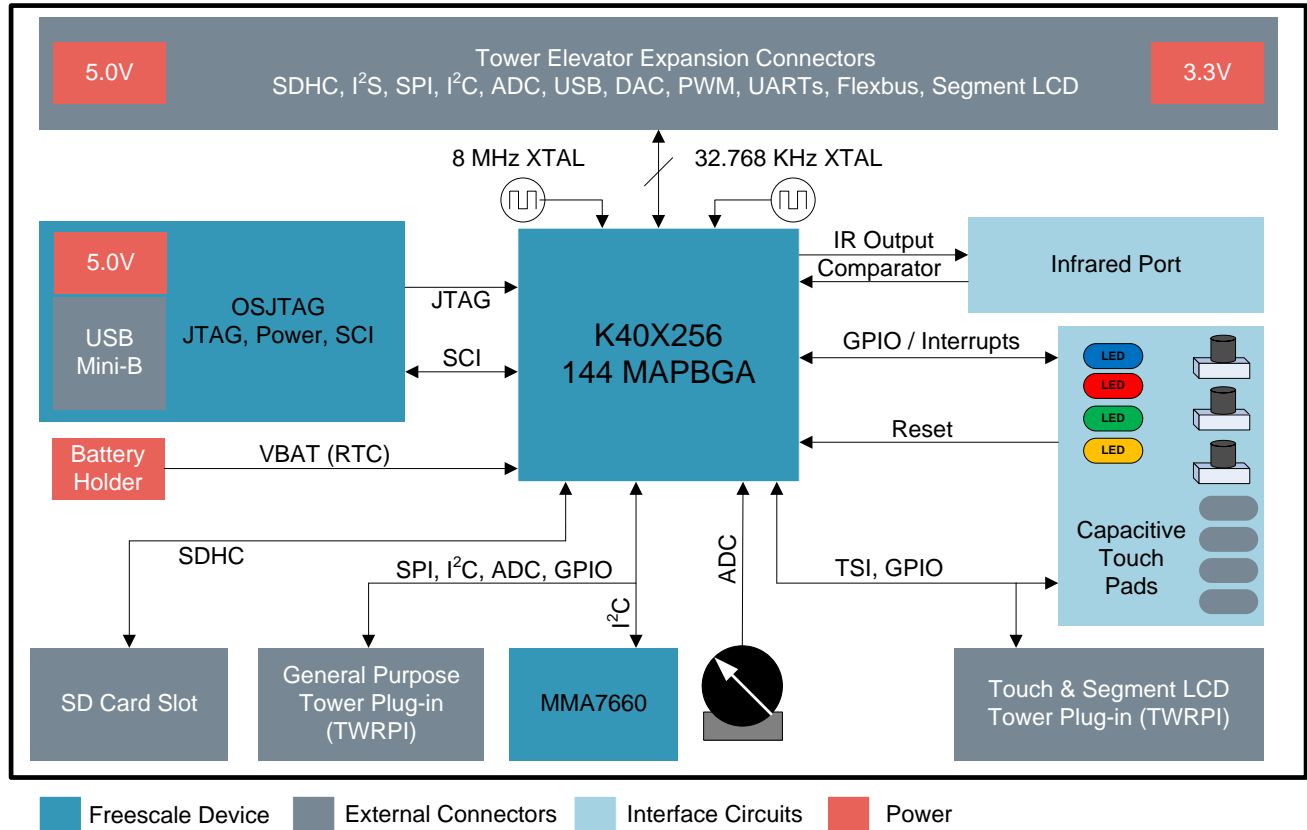 5.0V
Tower Elevator Expansion Connectors
SDHC, I²S, SPI, I²C, ADC, USB, DAC, PWM, UARTs, Flexbus, Segment LCD
3.3V
8 MHz XTAL
32.768 KHz XTAL
5.0V
USB
Mini-B
OSJTAG
JTAG, Power, SCI
JTAG
SCI
K40X256
144 MAPBGA
IR Output
Comparator
Infrared Port
GPIO / Interrupts
Reset
LED
LED
LED
LED
Capacitive
Touch
Pads
Battery
Holder
VBAT (RTC)
SDHC
SPI, I²C, ADC, GPIO
I²C
ADC
TSI, GPIO
SD Card Slot
General Purpose
Tower Plug-in
(TWRPI)
MMA7660
Touch & Segment LCD
Tower Plug-in (TWRPI)
Freescale Device
External Connectors
Interface Circuits
Power